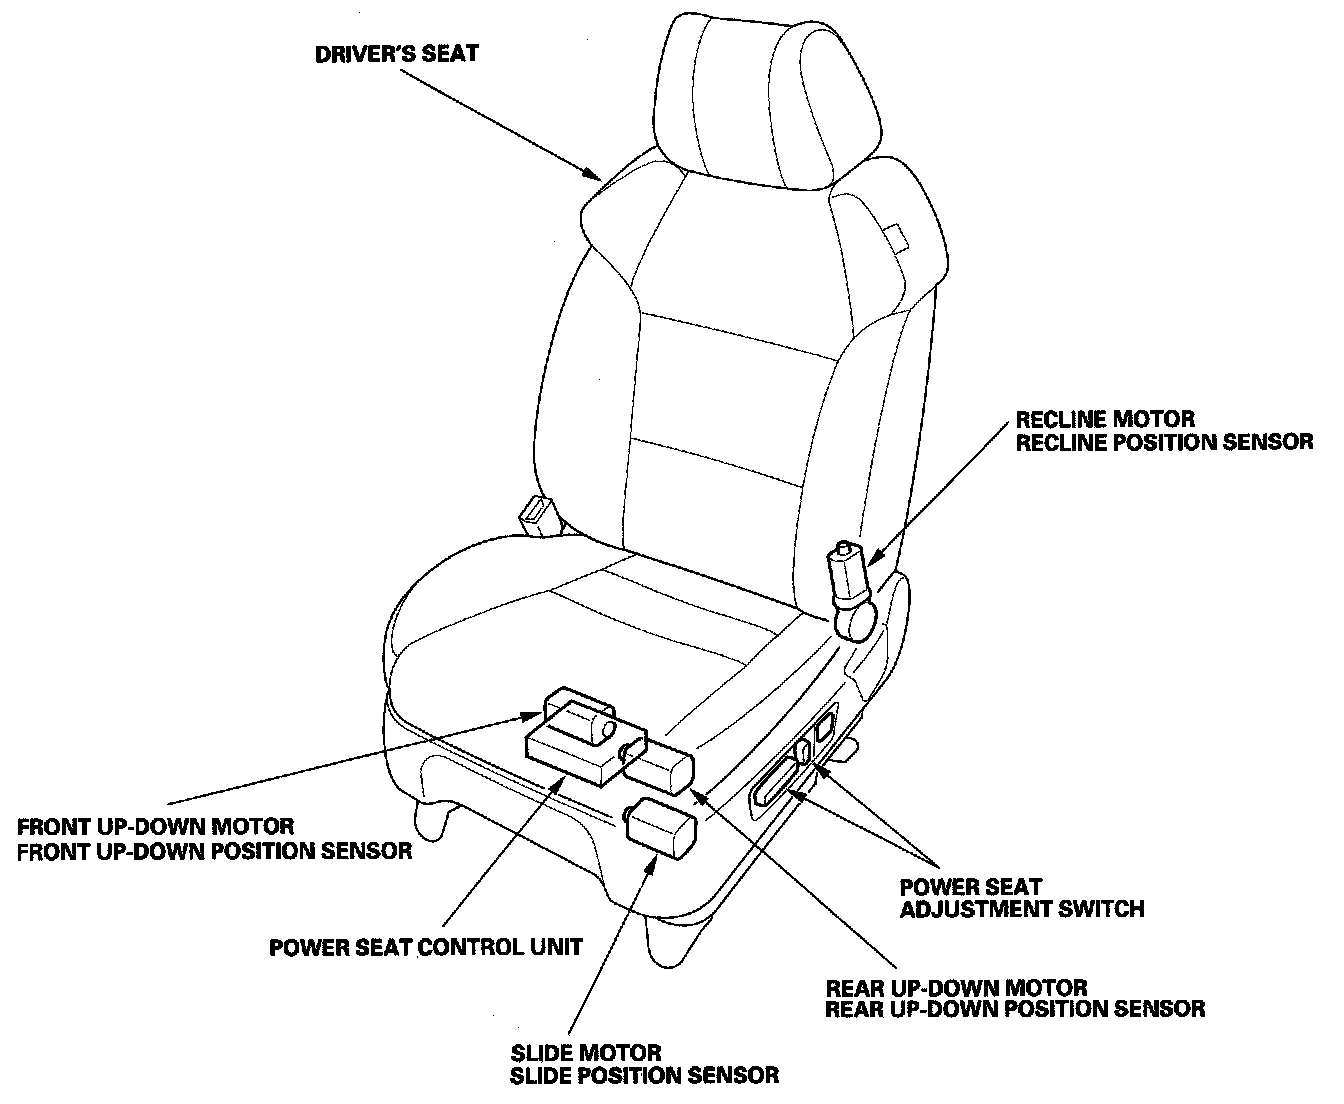 DRIVER'S SEAT
RECLINE MOTOR
RECLINE POSITION SENSOR
FRONT UP-DOWN MOTOR
FRONT UP-DOWN POSITION SENSOR
POWER SEAT
ADJUSTMENT SWITCH
POWER SEAT CONTROL UNIT
REAR UP-DOWN MOTOR
REAR UP-DOWN POSITION SENSOR
SLIDE MOTOR
SLIDE POSITION SENSOR